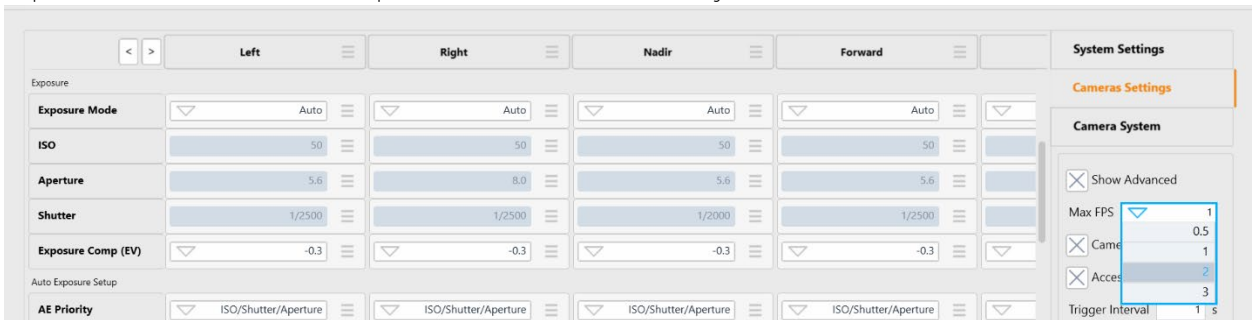 < > Left Right Nadir Forward
Exposure
Exposure Mode Auto Auto Auto Auto
ISO 50 50 50 50
Aperture 5.6 8.0 5.6 5.6
Shutter 1/2500 1/2500 1/2000 1/2500
Exposure Comp (EV) -0.3 -0.3 -0.3 -0.3
Auto Exposure Setup
AE Priority ISO/Shutter/Aperture ISO/Shutter/Aperture ISO/Shutter/Aperture ISO/Shutter/Aperture
System Settings
Cameras Settings
Camera System
Show Advanced
Max FPS 1
0.5
Came 1
Acces 2
3
Trigger Interval 1 s